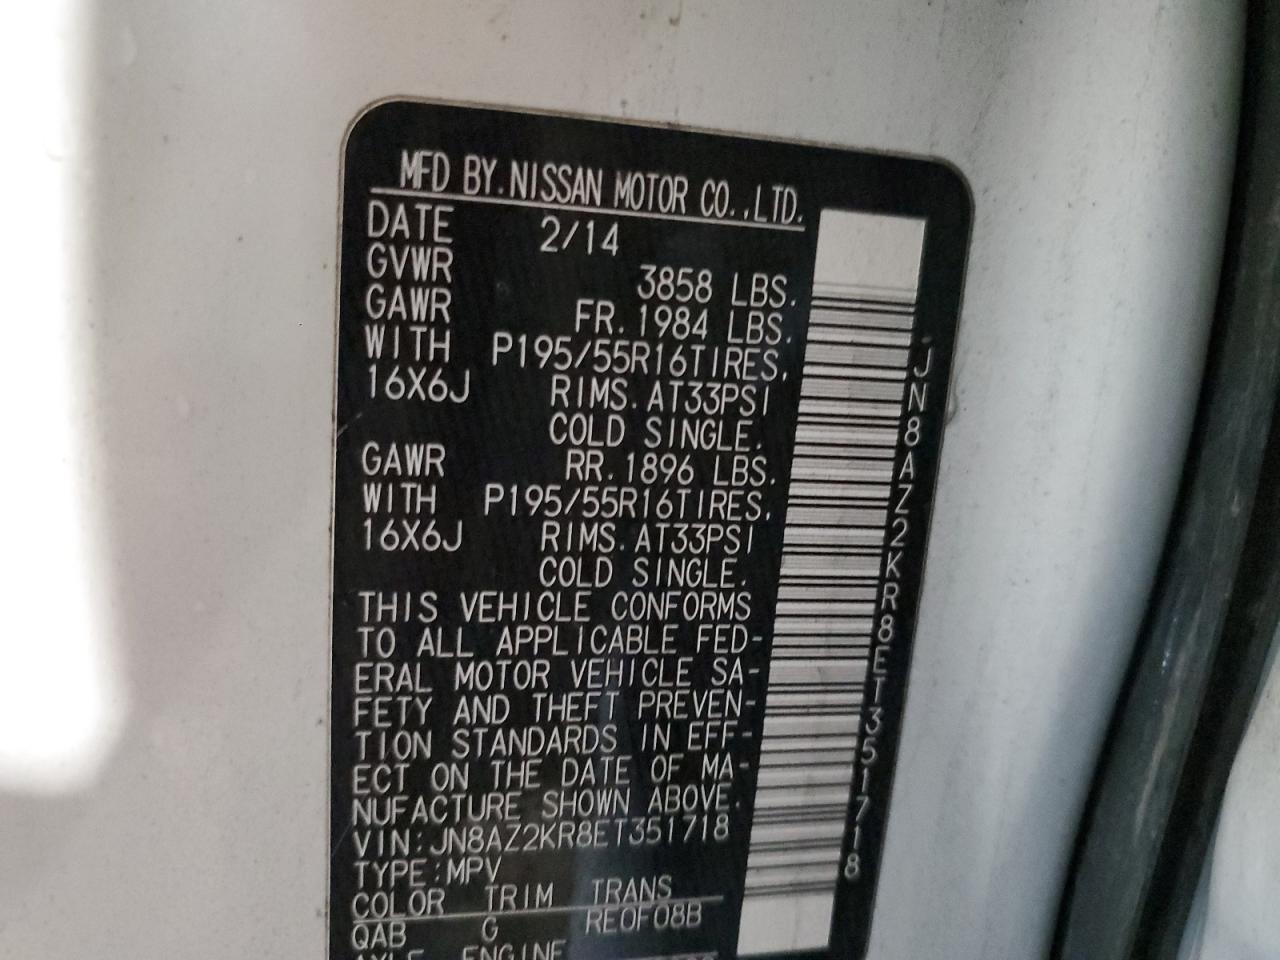 MFD BY.NISSAN MOTOR CO.,LTD.
DATE 2/14
GVWR 3858 LBS.
GAWR FR. 1984 LBS.
WITH P195/55R16TIRES,
16X6J RIMS.AT33PSI
COLD SINGLE.
GAWR RR. 1896 LBS.
WITH P195/55R16TIRES,
16X6J RIMS.AT33PSI
COLD SINGLE.
THIS VEHICLE CONFORMS
TO ALL APPLICABLE FED-
ERAL MOTOR VEHICLE SA-
FETY AND THEFT PREVEN-
TION STANDARDS IN EFF-
ECT ON THE DATE OF MA-
NUFACTURE SHOWN ABOVE.
VIN:JN8AZ2KR8ET351718
TYPE:MPV
COLOR TRIM TRANS
QAB G RE0F08B
AXLE ENGINE
JN8AZ2KR8ET351718